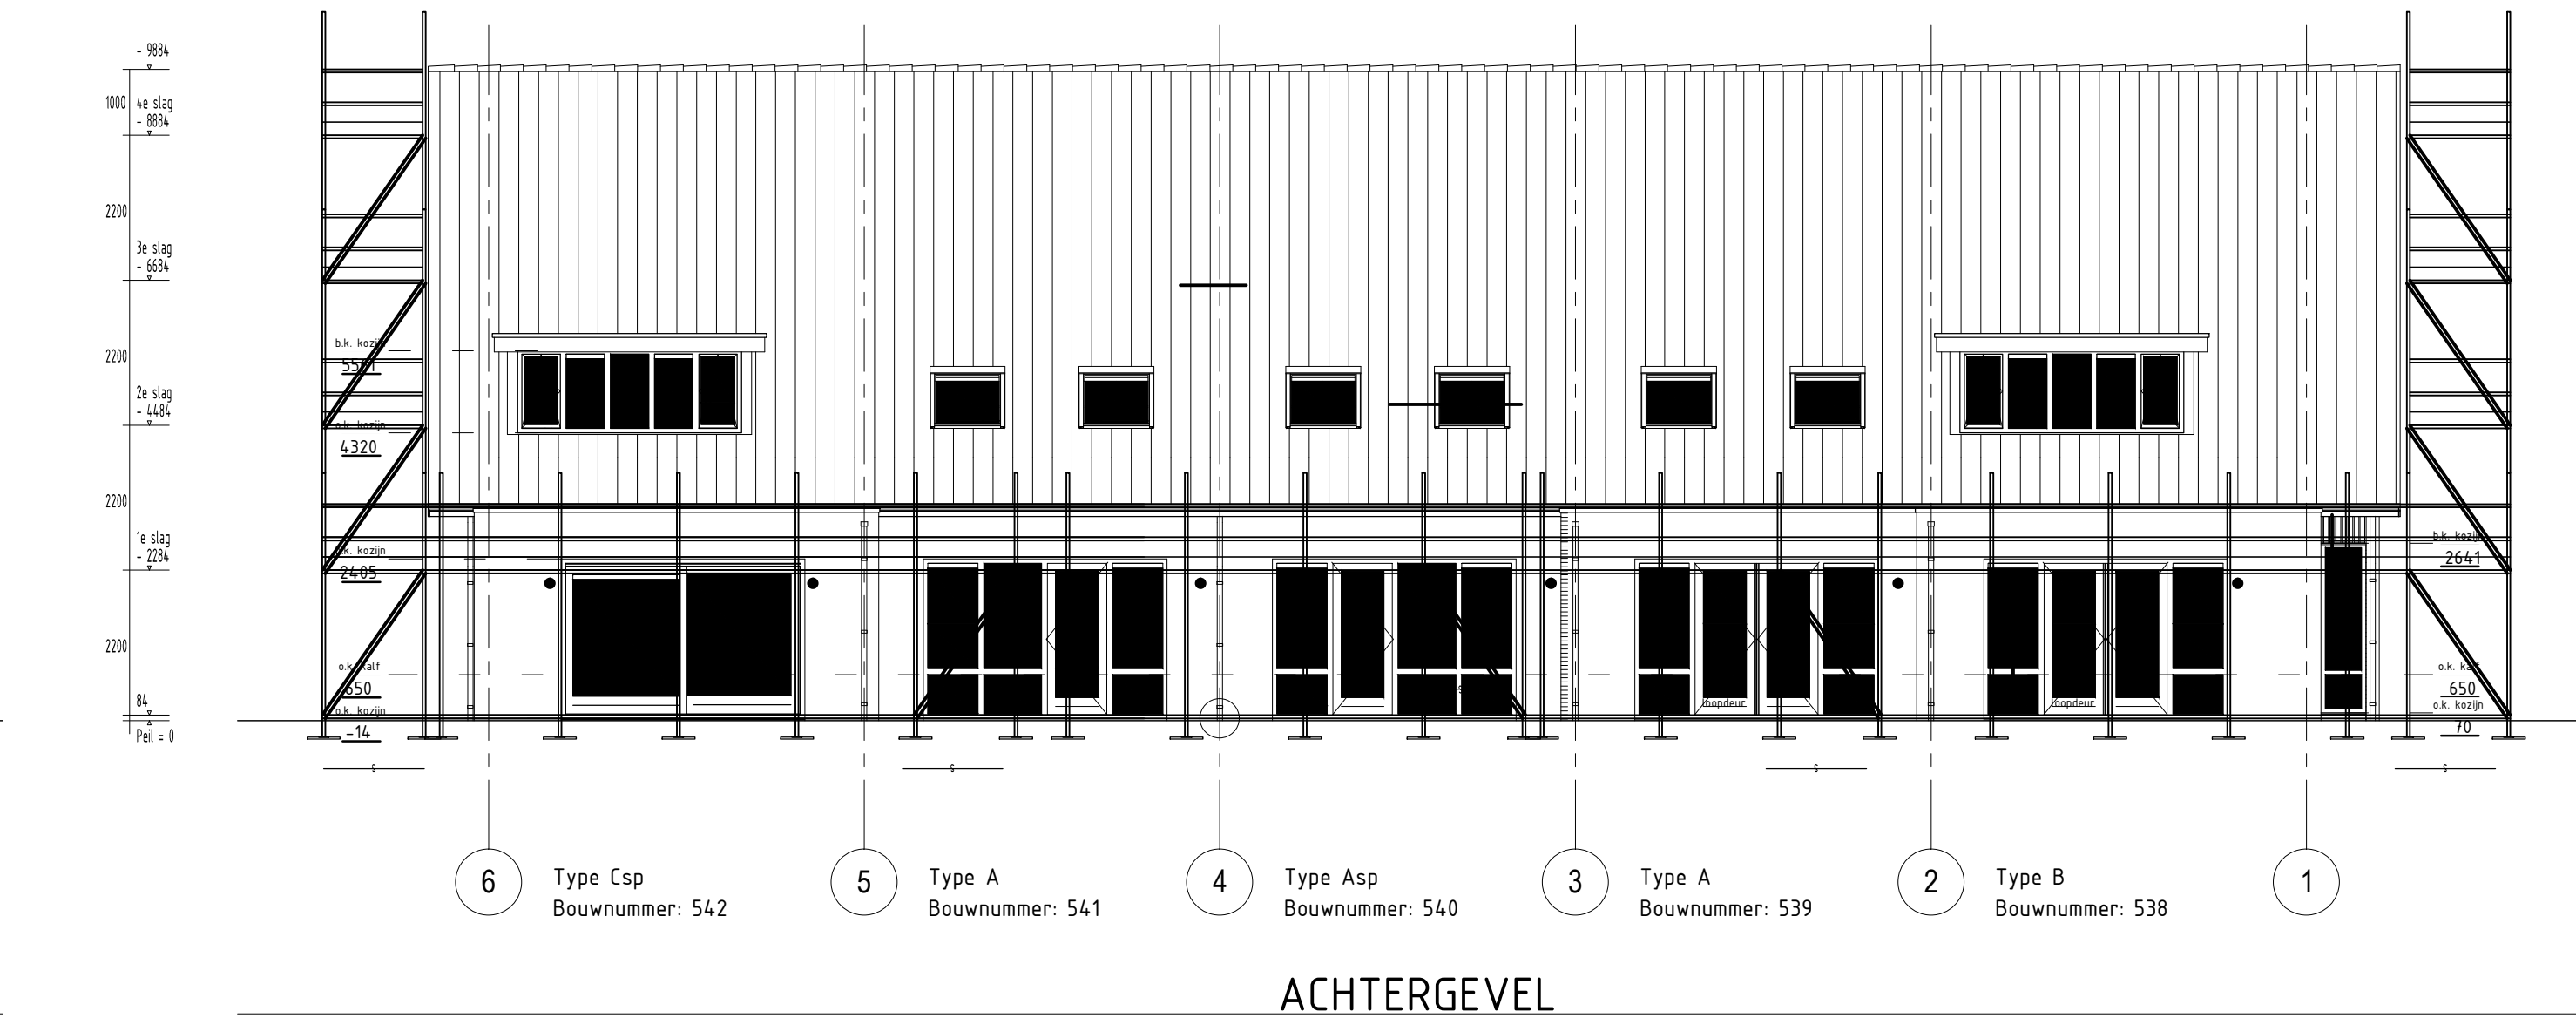 + 9884
1000
4e slag
+ 8884
2200
3e slag
+ 6684
2200
2e slag
+ 4484
2200
1e slag
+ 2284
2200
84
Peil = 0
b.k. kozijn
o.k. kozijn
4320
b.k. kozijn
2405
o.k. kalf
650
o.k. kozijn
-14
b.k. kozijn
2641
o.k. kalf
650
o.k. kozijn
70
loopdeur
loopdeur
s
s
s
s
6
Type Csp
Bouwnummer: 542
5
Type A
Bouwnummer: 541
4
Type Asp
Bouwnummer: 540
3
Type A
Bouwnummer: 539
2
Type B
Bouwnummer: 538
1
ACHTERGEVEL